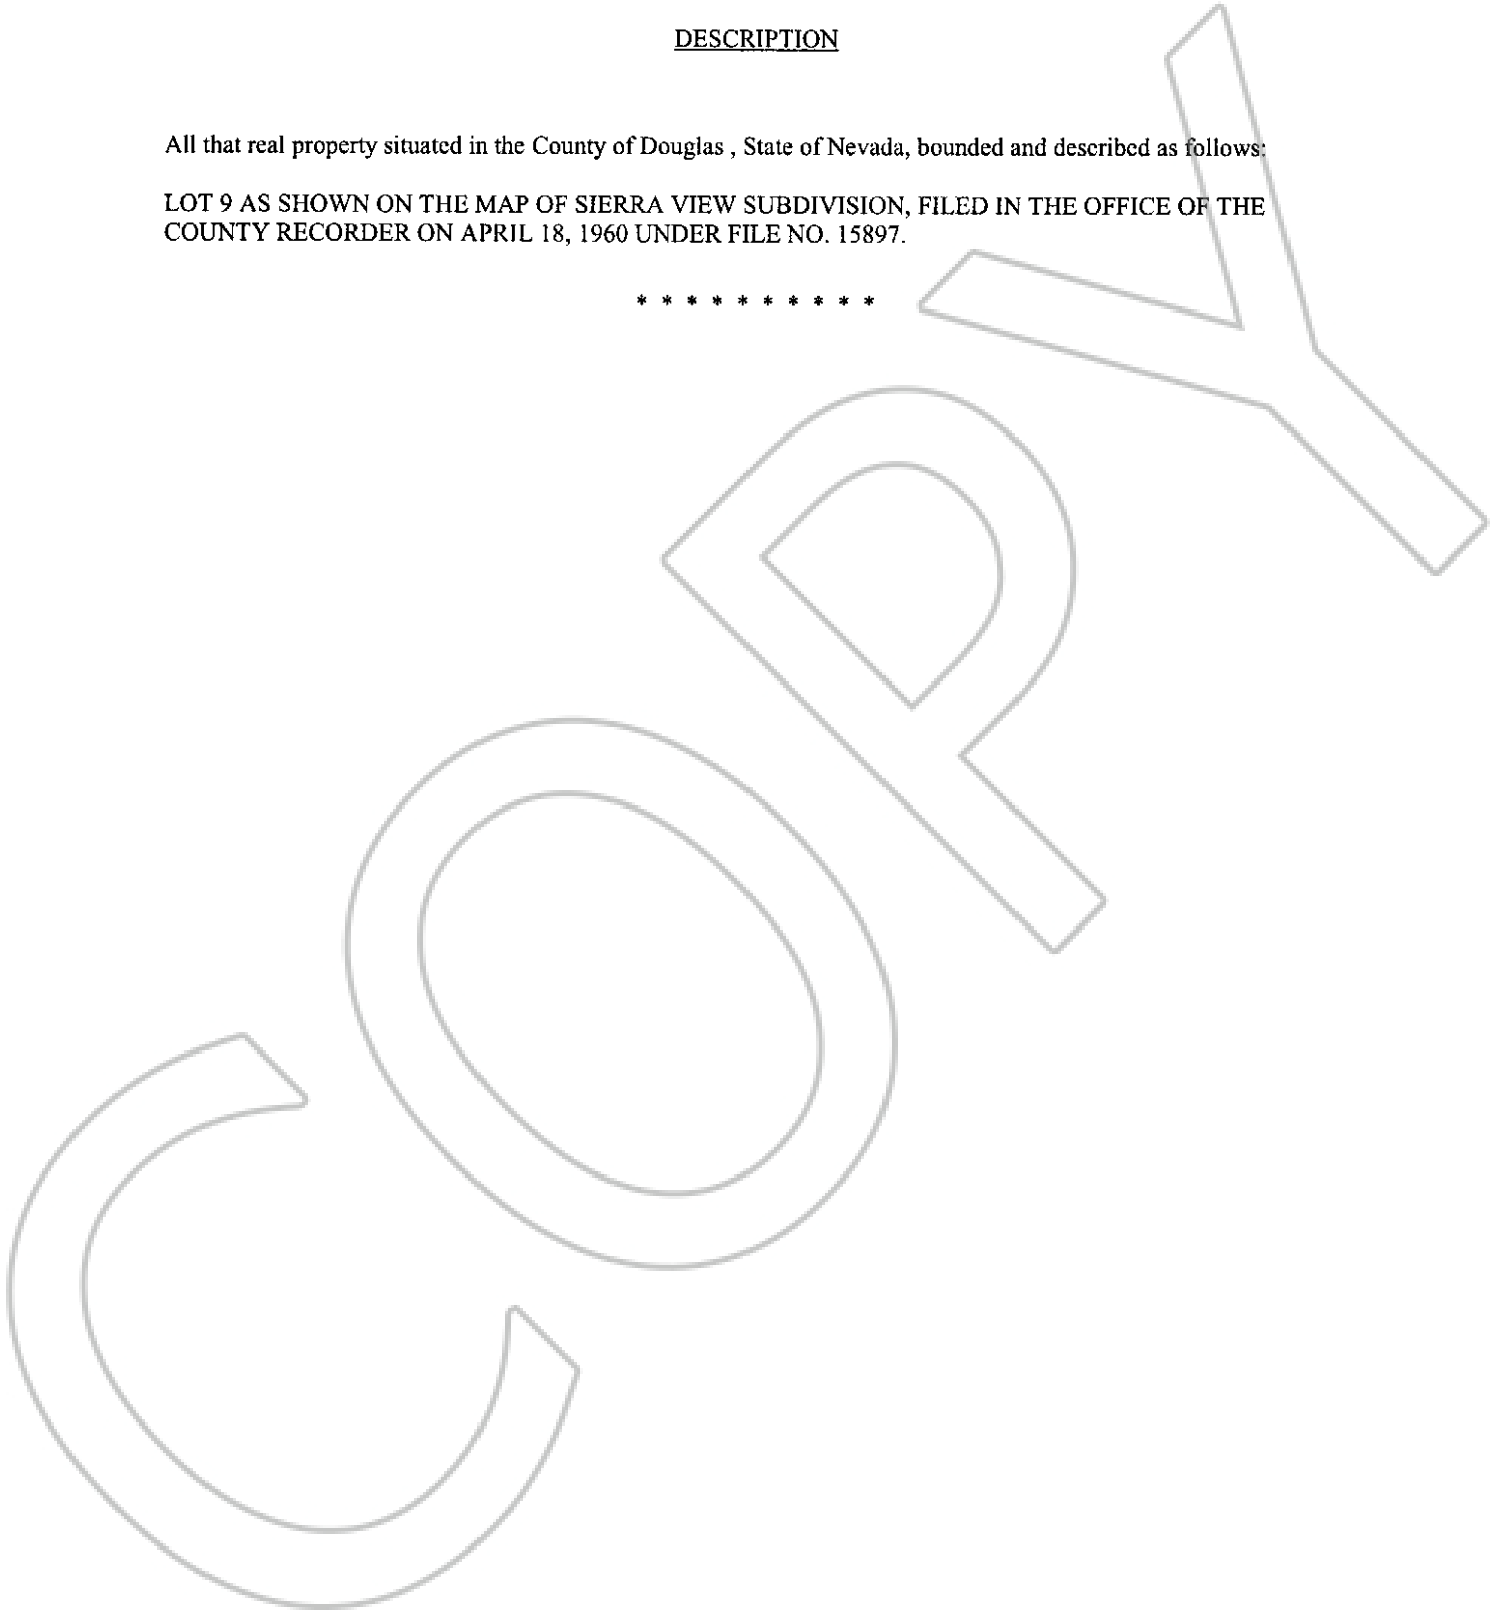 DESCRIPTION
All that real property situated in the County of Douglas , State of Nevada, bounded and described as follows:
LOT 9 AS SHOWN ON THE MAP OF SIERRA VIEW SUBDIVISION, FILED IN THE OFFICE OF THE
COUNTY RECORDER ON APRIL 18, 1960 UNDER FILE NO. 15897.
* * * * * * * * * *
COPY